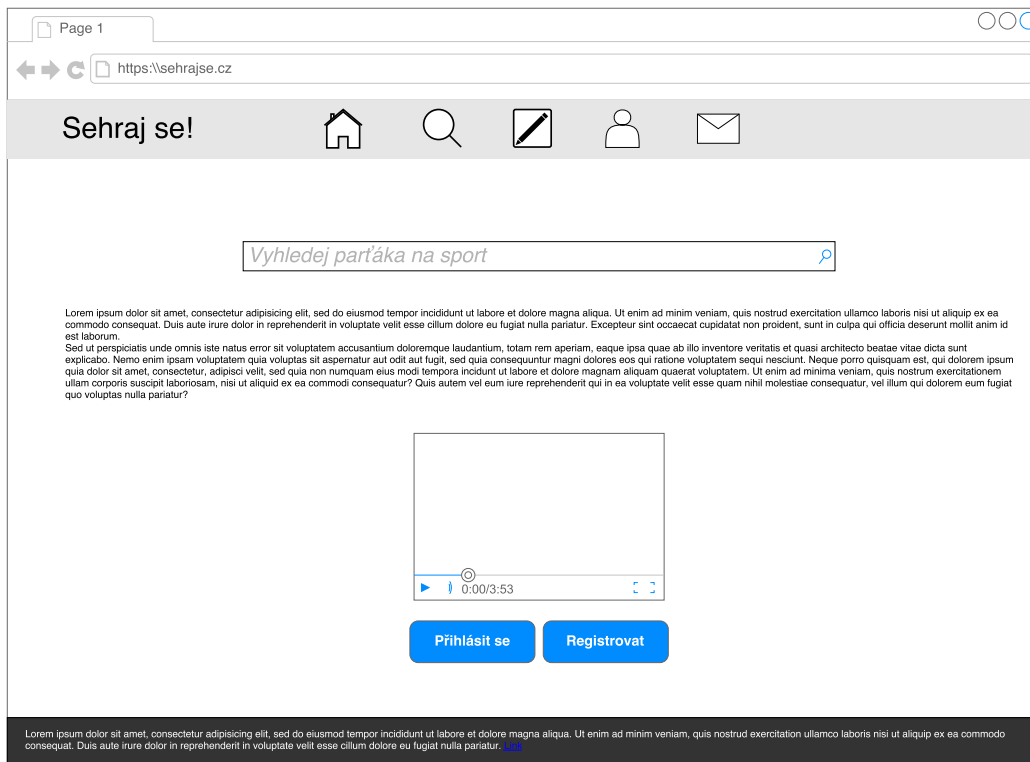 Page 1
https:\\sehrajse.cz
Sehraj se!
Vyhledej parťáka na sport
Lorem ipsum dolor sit amet, consectetur adipisicing elit, sed do eiusmod tempor incididunt ut labore et dolore magna aliqua. Ut enim ad minim veniam, quis nostrud exercitation ullamco laboris nisi ut aliquip ex ea
commodo consequat. Duis aute irure dolor in reprehenderit in voluptate velit esse cillum dolore eu fugiat nulla pariatur. Excepteur sint occaecat cupidatat non proident, sunt in culpa qui officia deserunt mollit anim id
est laborum.
Sed ut perspiciatis unde omnis iste natus error sit voluptatem accusantium doloremque laudantium, totam rem aperiam, eaque ipsa quae ab illo inventore veritatis et quasi architecto beatae vitae dicta sunt
explicabo. Nemo enim ipsam voluptatem quia voluptas sit aspernatur aut odit aut fugit, sed quia consequuntur magni dolores eos qui ratione voluptatem sequi nesciunt. Neque porro quisquam est, qui dolorem ipsum
quia dolor sit amet, consectetur, adipisci velit, sed quia non numquam eius modi tempora incidunt ut labore et dolore magnam aliquam quaerat voluptatem. Ut enim ad minima veniam, quis nostrum exercitationem
ullam corporis suscipit laboriosam, nisi ut aliquid ex ea commodi consequatur? Quis autem vel eum iure reprehenderit qui in ea voluptate velit esse quam nihil molestiae consequatur, vel illum qui dolorem eum fugiat
quo voluptas nulla pariatur?
0:00/3:53
Přihlásit se
Registrovat
Lorem ipsum dolor sit amet, consectetur adipisicing elit, sed do eiusmod tempor incididunt ut labore et dolore magna aliqua. Ut enim ad minim veniam, quis nostrud exercitation ullamco laboris nisi ut aliquip ex ea commodo
consequat. Duis aute irure dolor in reprehenderit in voluptate velit esse cillum dolore eu fugiat nulla pariatur. Link